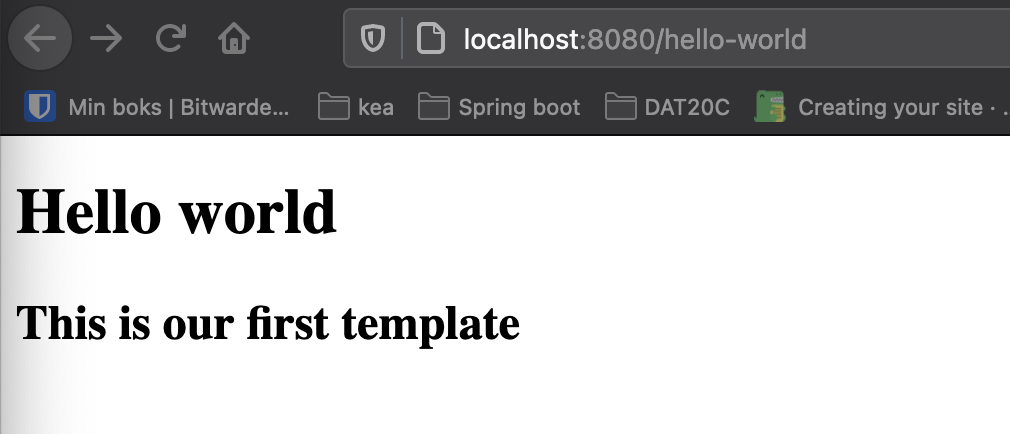 localhost:8080/hello-world
Min boks | Bitwarde... kea Spring boot DAT20C Creating your site · ...
Hello world
This is our first template